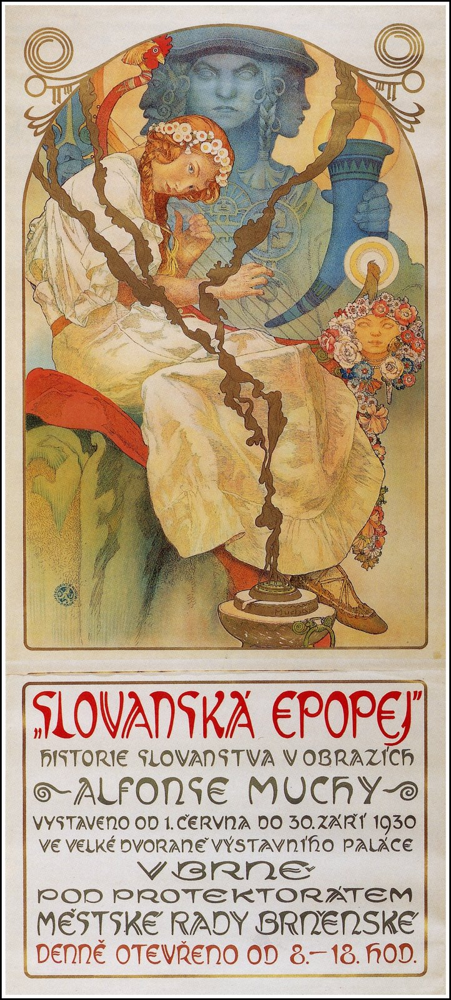 Mucha
„SLOVANSKÁ EPOPEJ"
HISTORIE SLOVANSTVA V OBRAZÍCH
ALFONSE MUCHY
VYSTAVENO OD 1. ČERVNA DO 30. ZÁŘÍ 1930
VE VELKÉ DVORANĚ VÝSTAVNÍHO PALÁCE
V BRNĚ
POD PROTEKTORÁTEM
MĚSTSKÉ RADY BRNĚNSKÉ
DENNĚ OTEVŘENO OD 8.–18. HOD.